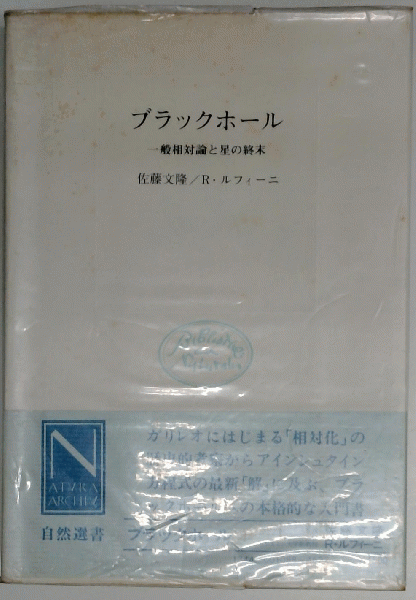 ブラックホール
一般相対論と星の終末
佐藤文隆／R・ルフィーニ
N
自然選書
ガリレオにはじまる「相対化」の
からアインシュタイン
方程式の最新「解」に及ぶ、ブラ
の本格的な入門書
R・ルフィーニ